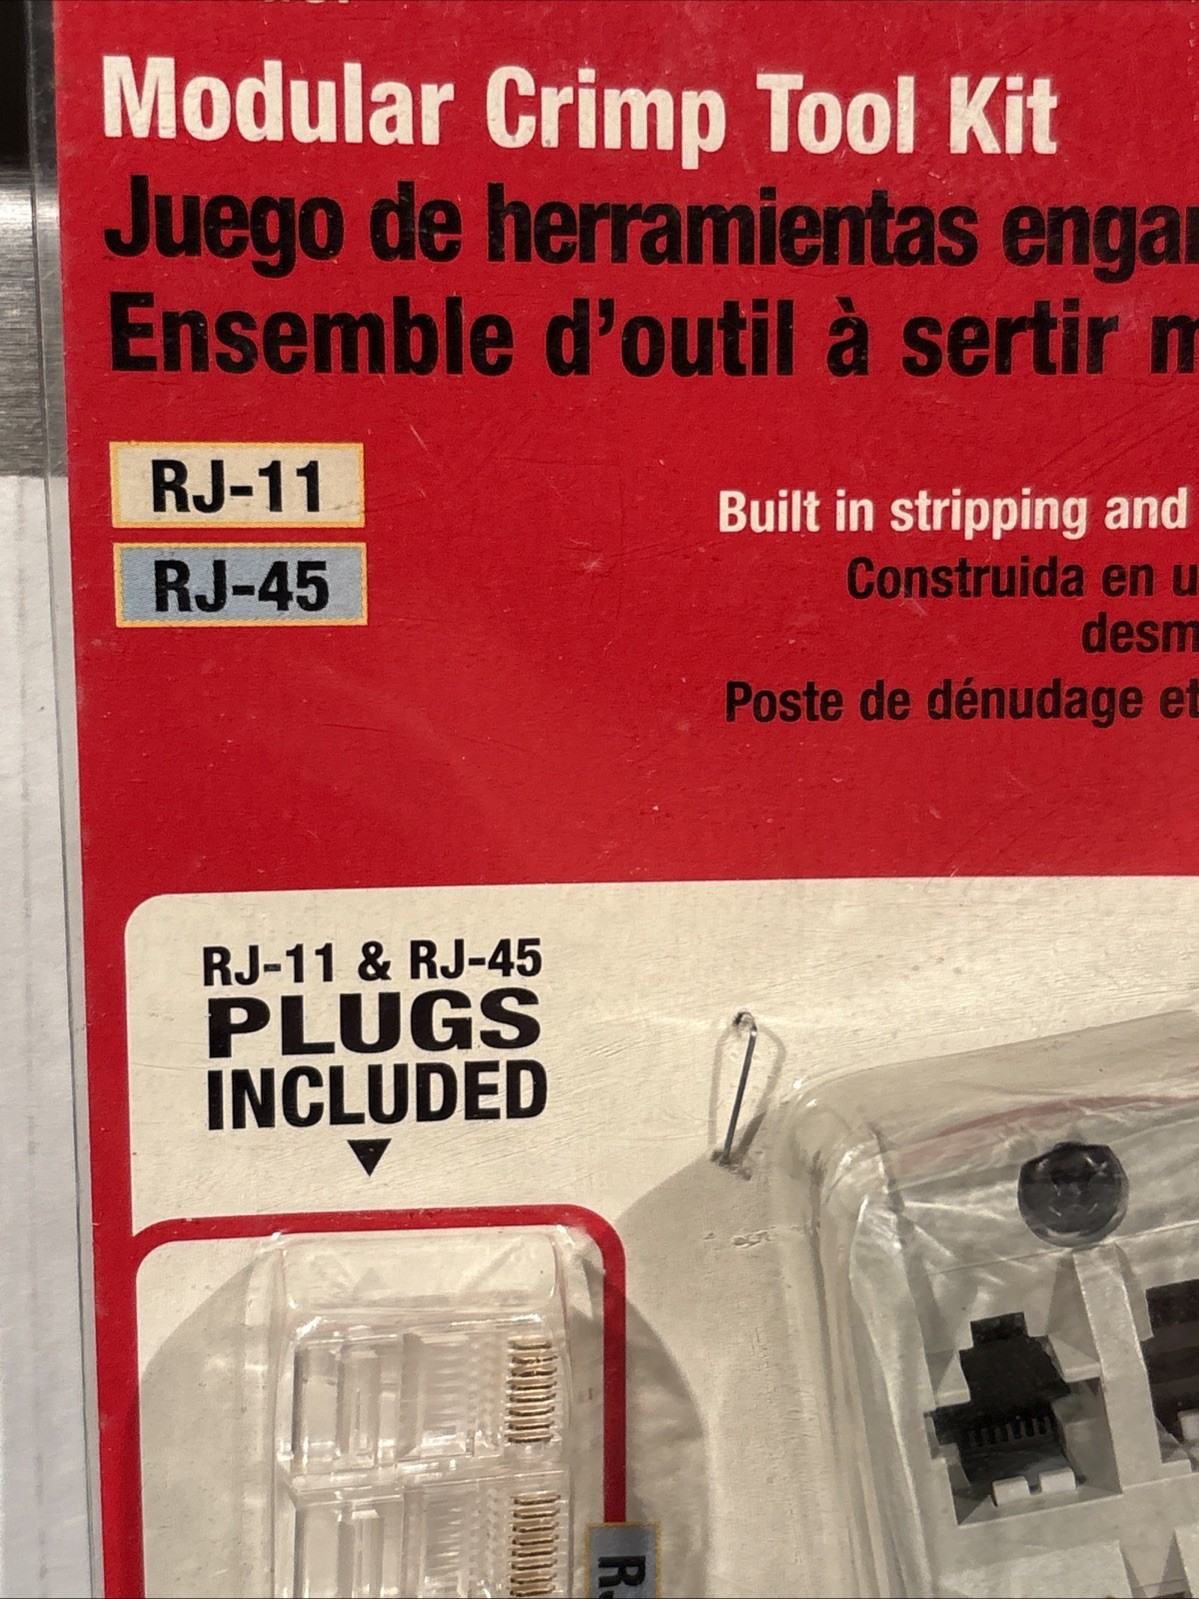 Modular Crimp Tool Kit
Juego de herramientas
Ensemble d'outil à sertir
RJ-11
RJ-45
Built in stripping and
Construida en
Poste de dénudage et
RJ-11 & RJ-45
PLUGS
INCLUDED